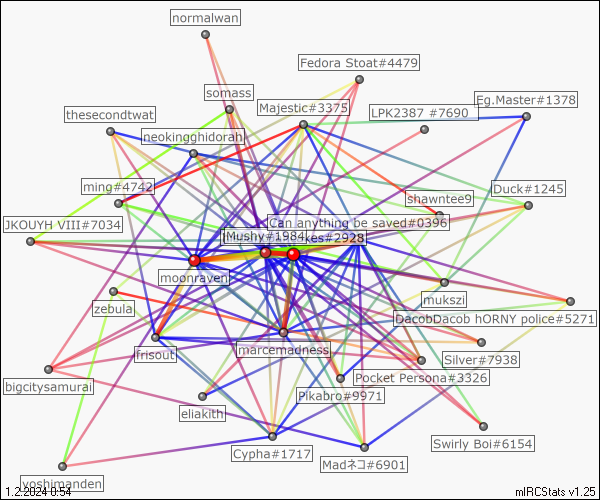 normalwan
Fedora Stoat#4479
somass
Eg.Master#1378
Majestic#3375
LPK2387 #7690
thesecondtwat
neokingghidorah
ming#4742
Duck#1245
shawntee9
JKOUYH VIII#7034
Can anything be saved#0396
Mushy#1984
kes#2928
moonraven
mukszi
zebula
DacobDacob hORNY police#5271
frisout
marcemadness
Silver#7938
Pocket Persona#3326
bigcitysamurai
Pikabro#9971
eliakith
Swirly Boi#6154
Cypha#1717
Madネコ#6901
yoshimanden
1.2.2024 0:54
mIRCStats v1.25